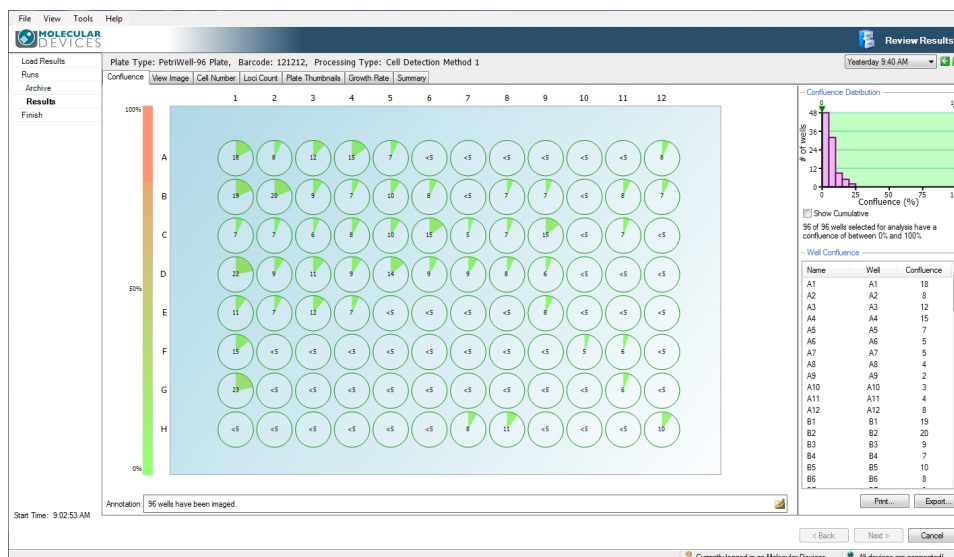 File View Tools Help
MOLECULAR
DEVICES
Review Results
Load Results
Runs
Archive
Results
Finish
Start Time: 9:02:53 AM
Plate Type: PetriWell-96 Plate, Barcode: 121212, Processing Type: Cell Detection Method 1
Yesterday 9:40 AM
Confluence View Image Cell Number Loci Count Plate Thumbnails Growth Rate Summary
1 2 3 4 5 6 7 8 9 10 11 12
100%
50%
0%
A 18 8 12 15 7 <5 <5 <5 <5 <5 <5 8
B 19 20 9 7 10 8 <5 7 7 <5 8 7
C 7 7 6 8 10 15 5 7 15 <5 7 <5
D 22 9 11 9 14 9 9 8 6 <5 <5 <5
E 11 7 12 7 <5 <5 <5 <5 8 <5 <5 <5
F 15 <5 <5 <5 <5 <5 <5 <5 <5 5 6 <5
G 23 <5 <5 <5 <5 <5 <5 <5 <5 <5 6 <5
H <5 <5 <5 <5 <5 <5 8 11 <5 <5 <5 10
Annotation: 96 wells have been imaged.
Confluence Distribution
0
# of wells
48
36
24
12
0
0 25 50 75
Confluence (%)
Show Cumulative
96 of 96 wells selected for analysis have a
confluence of between 0% and 100%
Well Confluence
Name Well Confluence
A1 A1 18
A2 A2 8
A3 A3 12
A4 A4 15
A5 A5 7
A6 A6 5
A7 A7 5
A8 A8 4
A9 A9 2
A10 A10 3
A11 A11 4
A12 A12 8
B1 B1 19
B2 B2 20
B3 B3 9
B4 B4 7
B5 B5 10
B6 B6 8
Print... Export...
< Back Next > Cancel
Currently logged in as Molecular Devices All devices are connected!